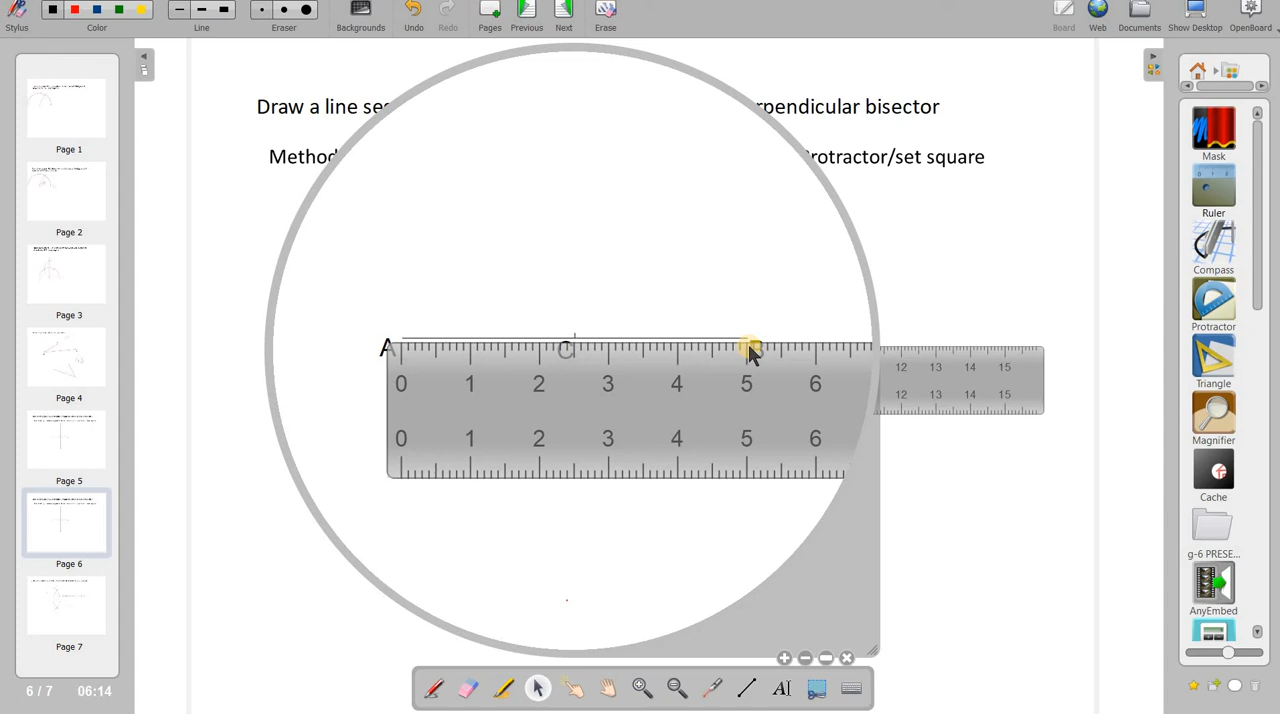 Stylus Color Line Eraser Backgrounds Undo Redo Pages Previous Next Erase Board Web Documents Show Desktop OpenBoard
Page 1
Page 2
Page 3
Page 4
Page 5
Page 6
Page 7
6 / 7 06:14
Draw a line rpendicular bisector
Method rotractor/set square
A C B
0 1 2 3 4 5 6
0 1 2 3 4 5 6
12 13 14 15
12 13 14 15
Mask
Ruler
Compass
Protractor
Triangle
Magnifier
Cache
g-6 PRESE...
AnyEmbed